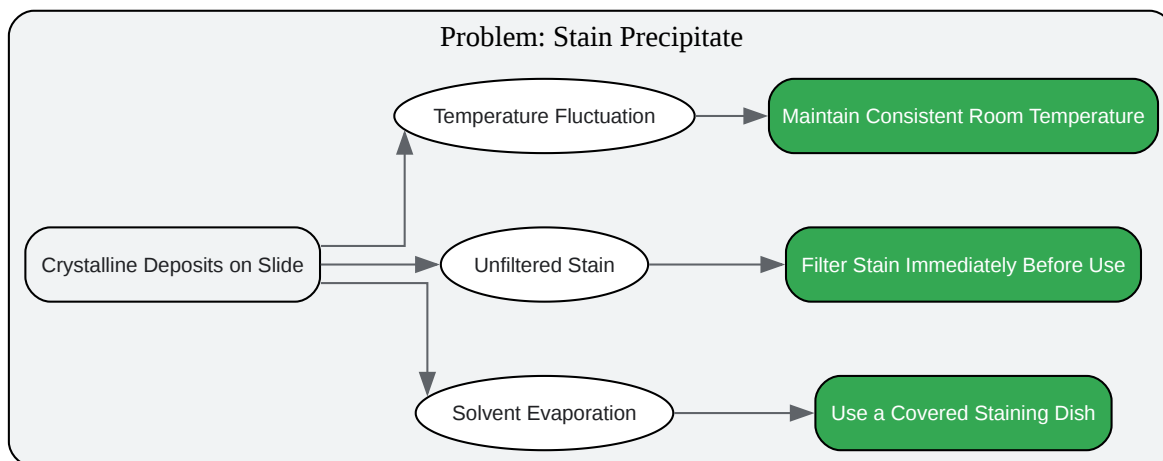 Problem: Stain Precipitate
Temperature Fluctuation
Maintain Consistent Room Temperature
Crystalline Deposits on Slide
Unfiltered Stain
Filter Stain Immediately Before Use
Solvent Evaporation
Use a Covered Staining Dish